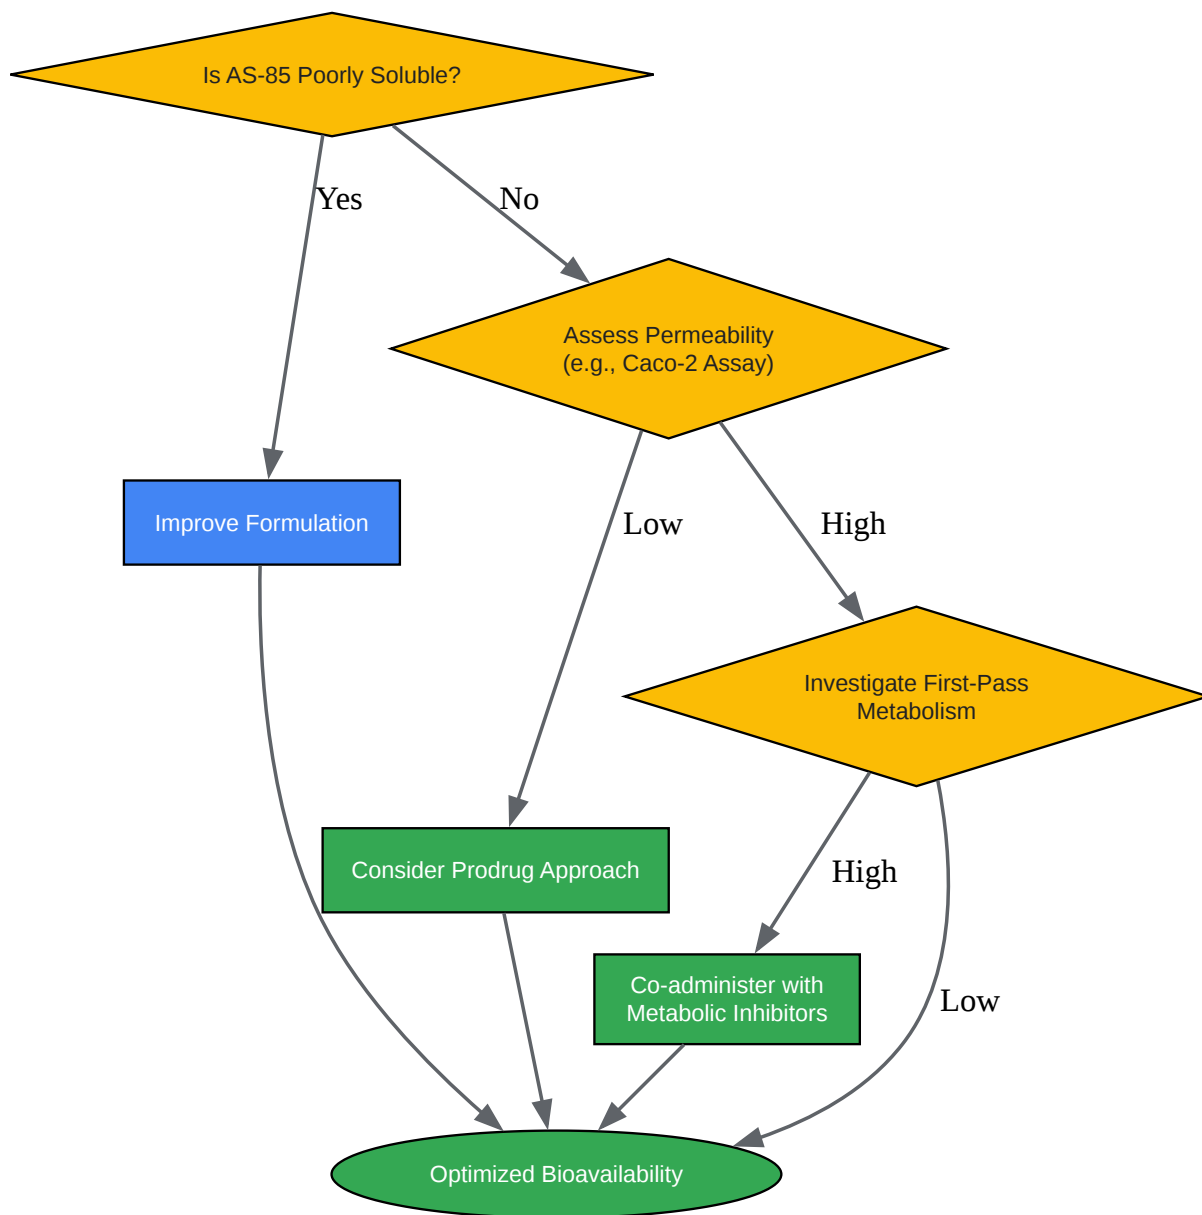 Is AS-85 Poorly Soluble?
Yes
No
Assess Permeability
(e.g., Caco-2 Assay)
Improve Formulation
Low
High
Investigate First-Pass
Metabolism
Consider Prodrug Approach
High
Co-administer with
Metabolic Inhibitors
Low
Optimized Bioavailability